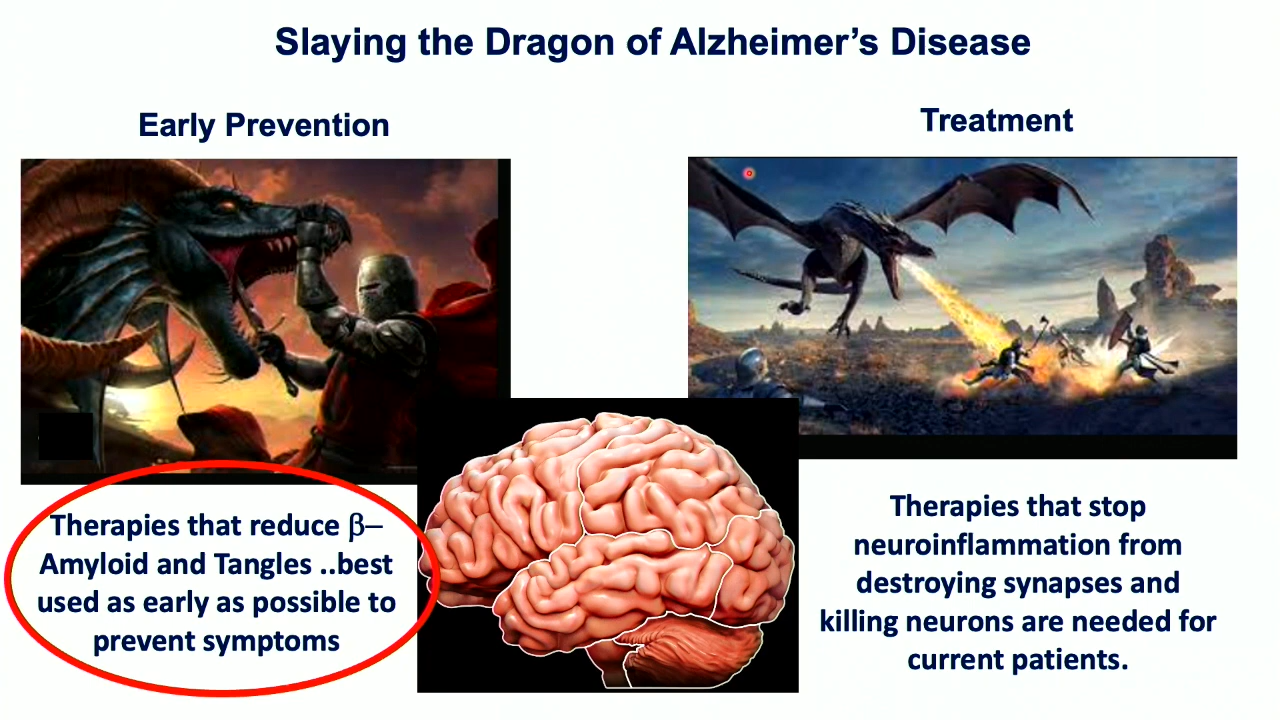 Slaying the Dragon of Alzheimer’s Disease
Early Prevention
Treatment
Therapies that reduce β–
Amyloid and Tangles ..best
used as early as possible to
prevent symptoms
Therapies that stop
neuroinflammation from
destroying synapses and
killing neurons are needed for
current patients.